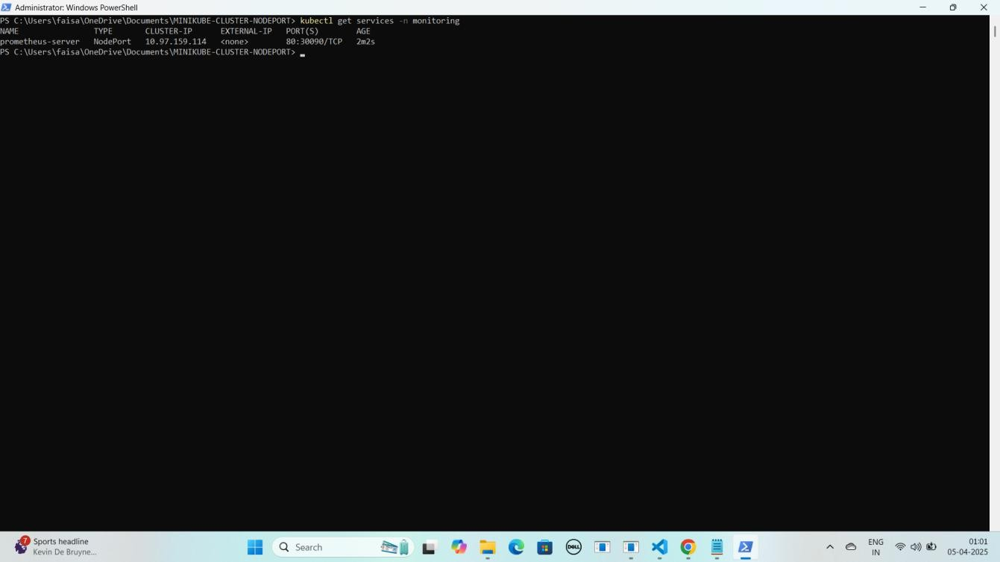 Administrator: Windows PowerShell
PS C:\Users\faisa\OneDrive\Documents\MINIKUBE-CLUSTER-NODEPORT> kubectl get services -n monitoring
NAME TYPE CLUSTER-IP EXTERNAL-IP PORT(S) AGE
prometheus-server NodePort 10.97.159.114 <none> 80:30090/TCP 2m2s
PS C:\Users\faisa\OneDrive\Documents\MINIKUBE-CLUSTER-NODEPORT>
7
Sports headline
Kevin De Bruyne...
Search
DELL
ENG
IN
01:01
05-04-2025